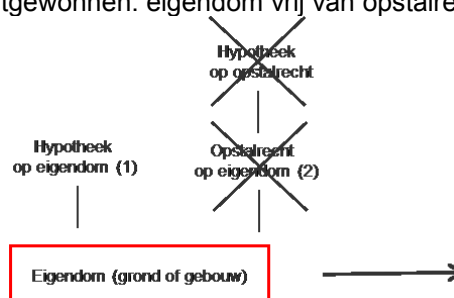 tgewonnen: eigendom vrij van opstalre
Hypotheek
op opstalrecht
Hypotheek
op eigendom (1)
Opstalrecht
op eigendom (2)
Eigendom (grond of gebouw)